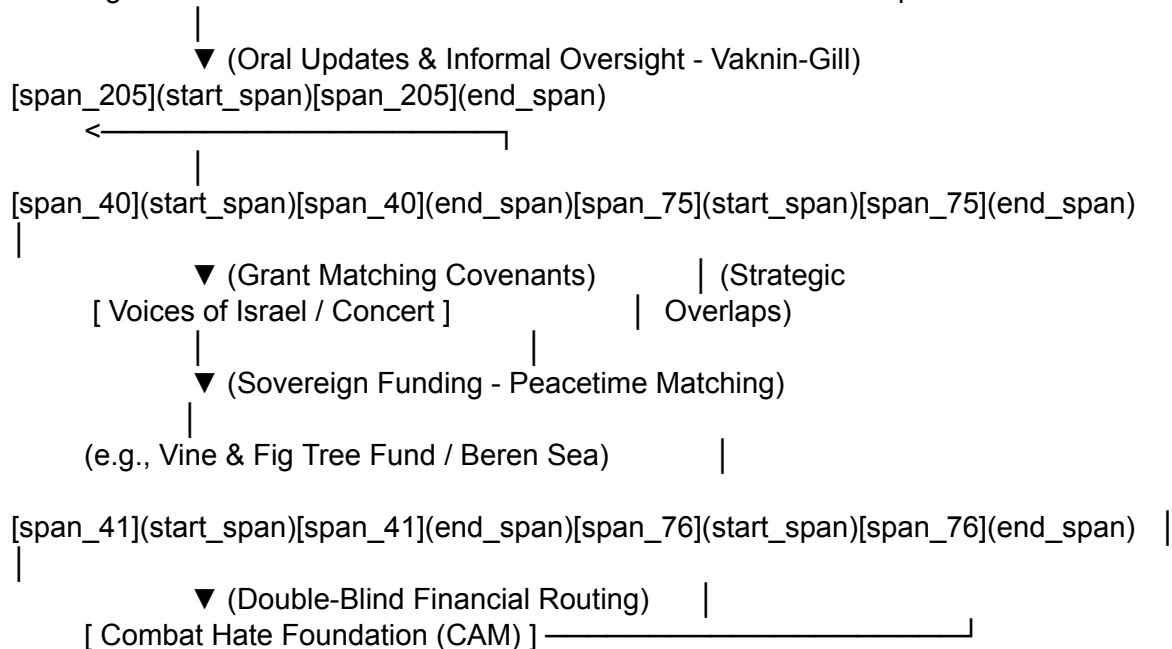 ▼ (Oral Updates & Informal Oversight - Vaknin-Gill)
[span_205](start_span)[span_205](end_span)
[span_40](start_span)[span_40](end_span)[span_75](start_span)[span_75](end_span)
▼ (Grant Matching Covenants) │ (Strategic
[ Voices of Israel / Concert ] │ Overlaps)
▼ (Sovereign Funding - Peacetime Matching)
(e.g., Vine & Fig Tree Fund / Beren Sea) │
[span_41](start_span)[span_41](end_span)[span_76](start_span)[span_76](end_span) │
▼ (Double-Blind Financial Routing) │
[ Combat Hate Foundation (CAM) ]